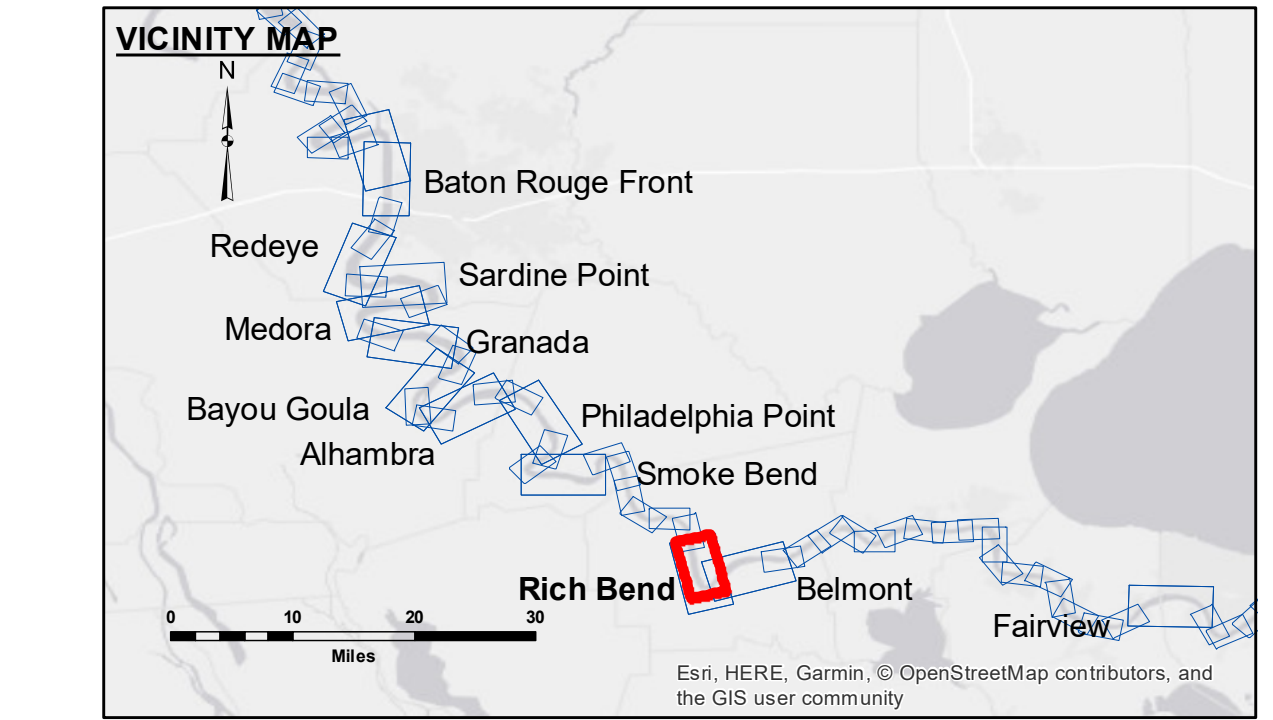 VICINITY MAP
N
Baton Rouge Front
Redeye
Sardine Point
Medora
Granada
Bayou Goula
Philadelphia Point
Alhambra
Smoke Bend
Rich Bend
Belmont
Fairview
0 10 20 30
Miles
Esri, HERE, Garmin, © OpenStreetMap contributors, and
the GIS user community